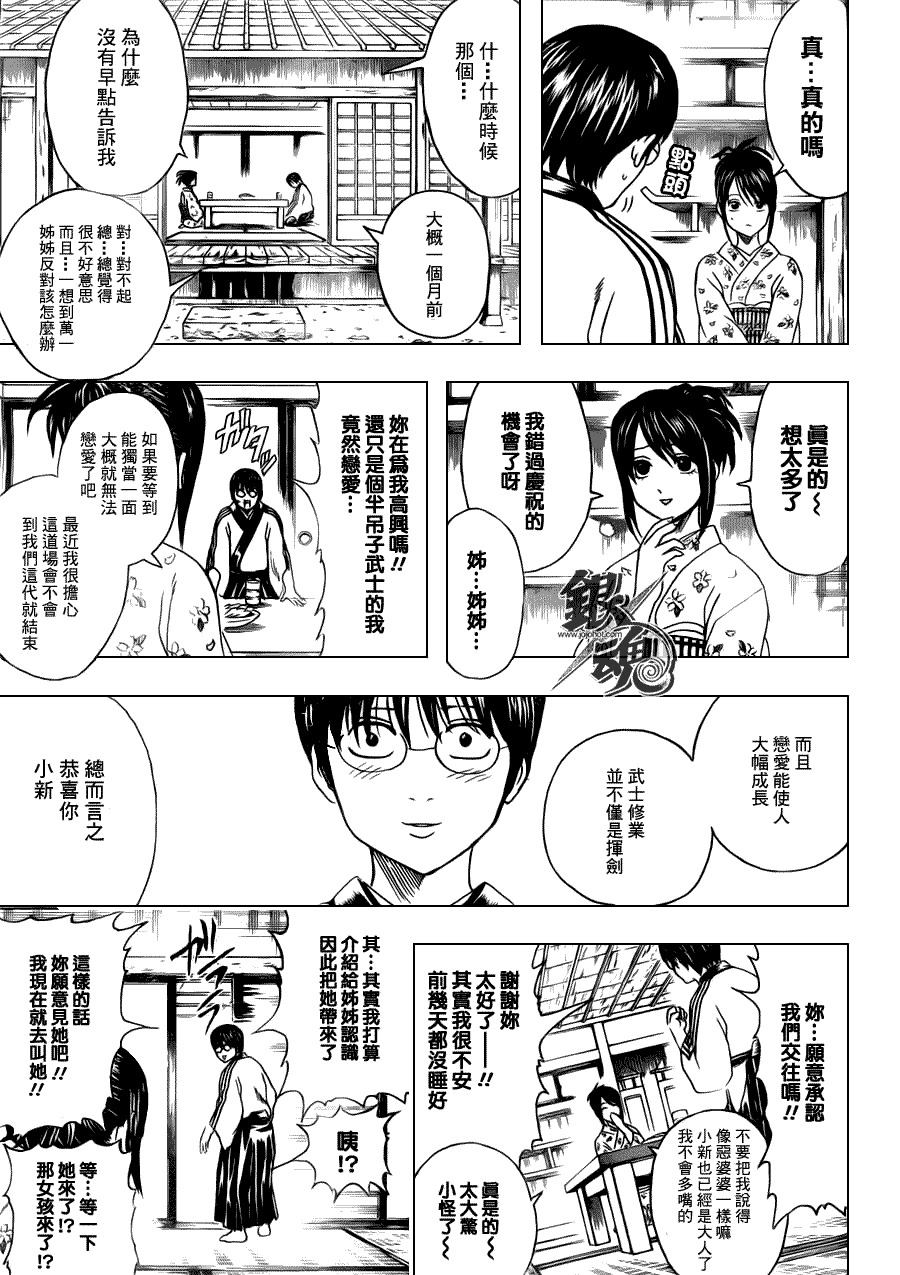 真…真的嗎
點頭
什…什麼時候
那個…
為什麼
沒有早點告訴我
大概一個月前
對…對不起
總…總覺得
很不好意思
而且…一想到萬一
姊姊反對該怎麼辦
眞是的～
想太多了
我錯過慶祝的
機會了呀
姊…姊姊…
妳在爲我高興嗎!!
還只是個半吊子武士的我
竟然戀愛…
ガタッ
如果要等到
能獨當一面
大概就無法
戀愛了吧
最近我很擔心
這道場會不會
到我們這代就結束
銀魂
www.jojohot.com
而且
戀愛能使人
大幅成長
武士修業
並不僅是揮劍
總而言之
恭喜你
小新
妳…願意承認
我們交往嗎!!
不要把我說得
像惡婆婆一樣嘛
小新也已經是大人了
我不會多嘴的
謝謝妳
太好了——!!
其實我很不安
前幾天都沒睡好
眞是的～
太大驚
小怪了～
其…其實我打算
介紹給姊姊認識
因此把她帶來了
咦!?
這樣的話
妳願意見她吧!!
我現在就去叫她!!
等…等一下
她來了!?
那女孩來了!?